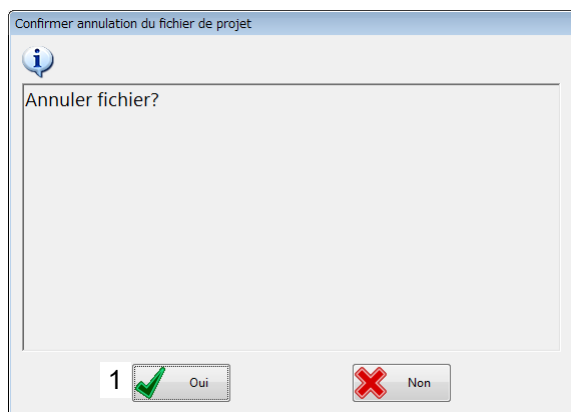 Confirmer annulation du fichier de projet
Annuler fichier?
1 Oui Non